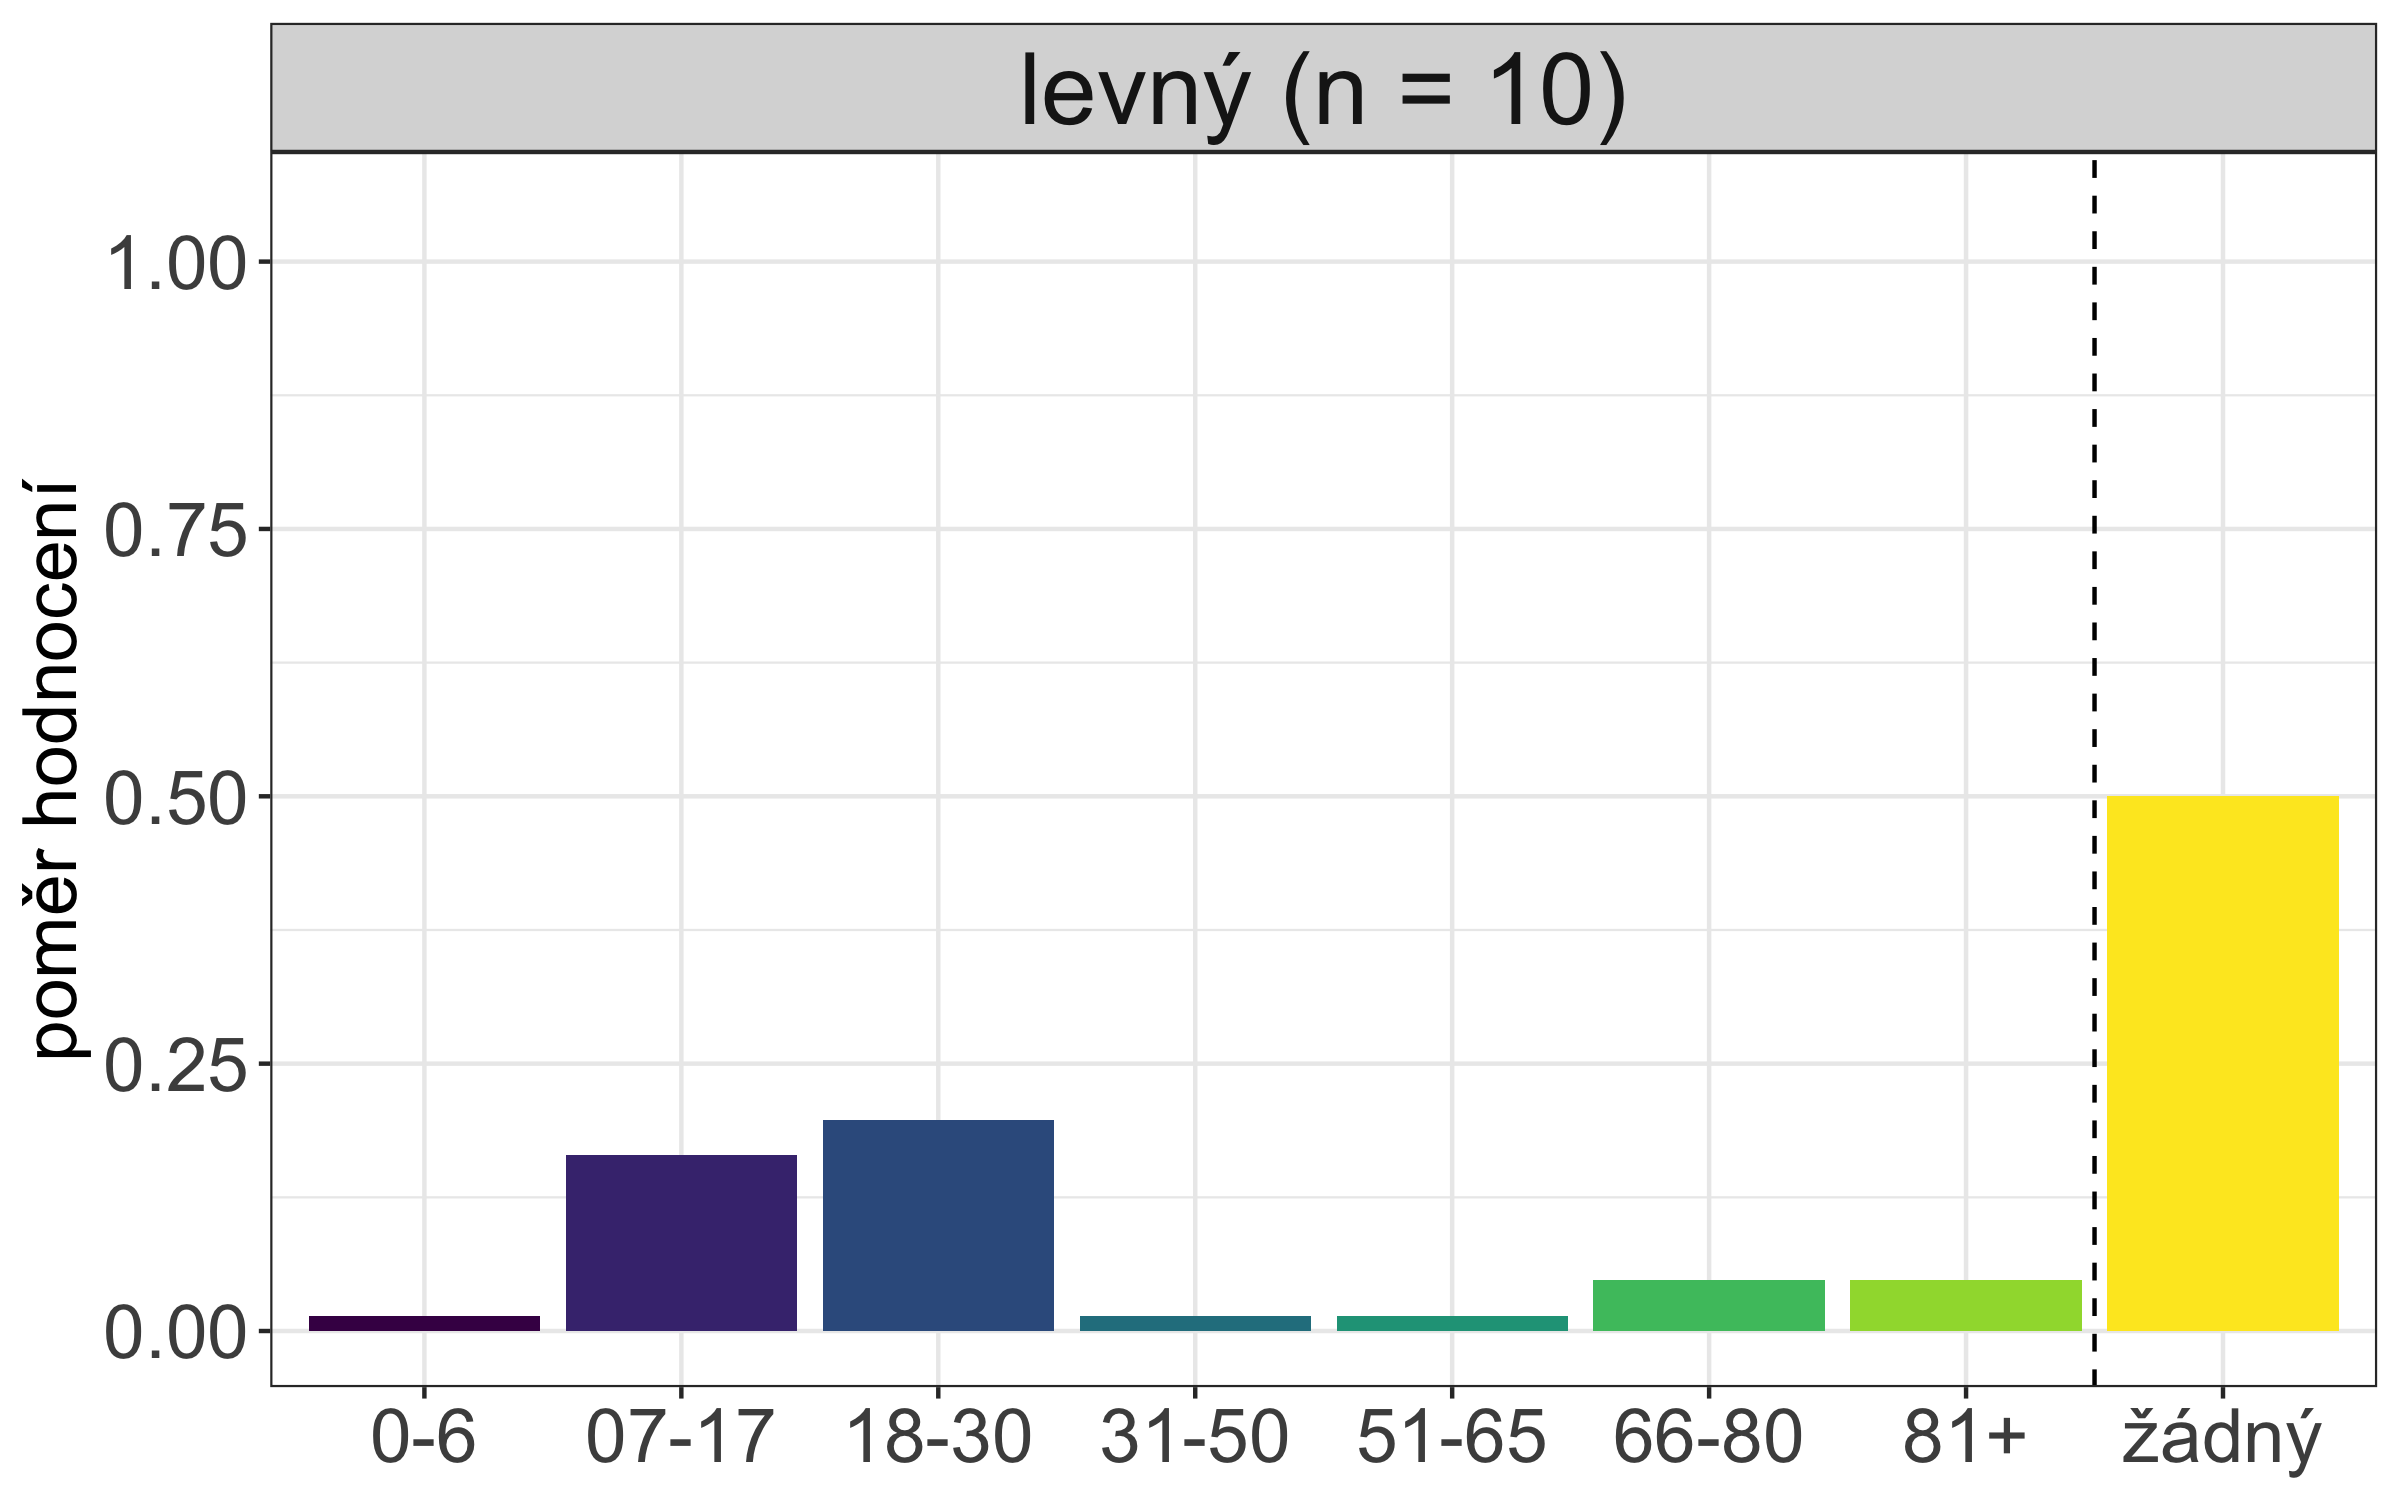 levný (n = 10)
poměr hodnocení
1.00
0.75
0.50
0.25
0.00
0-6 07-17 18-30 31-50 51-65 66-80 81+ žádný